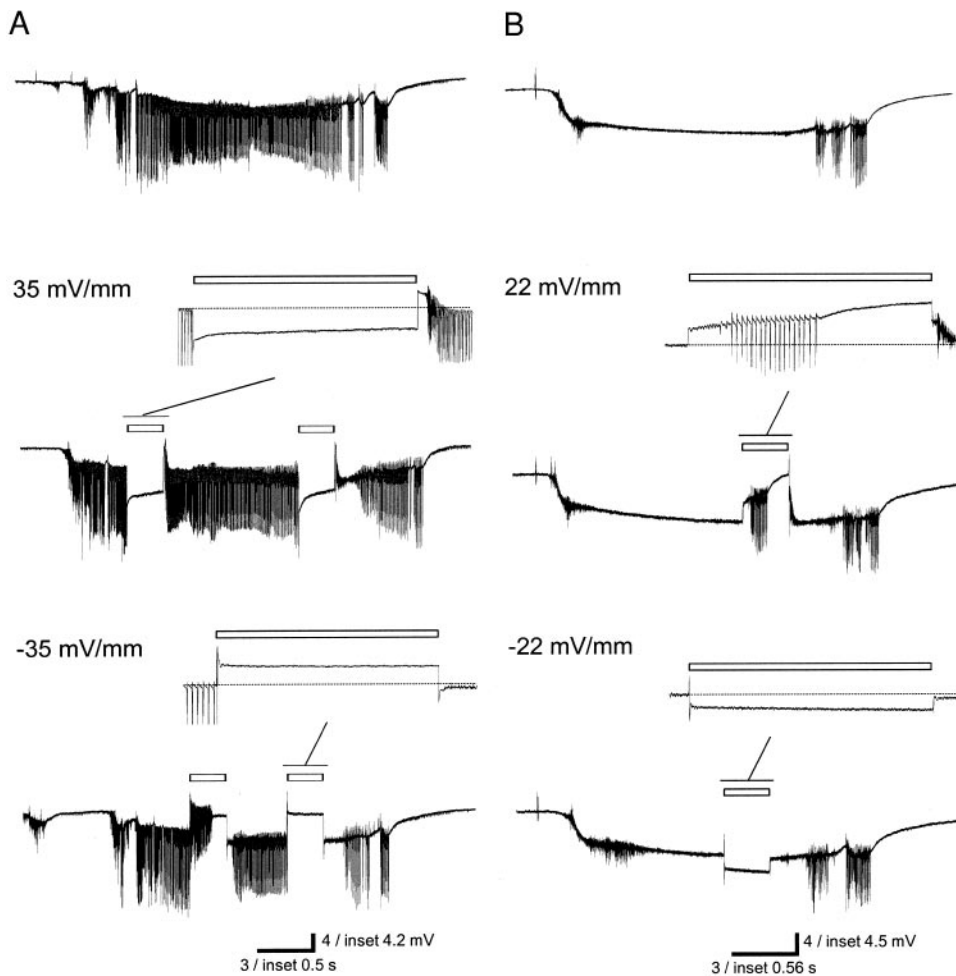 A
B
35 mV/mm
22 mV/mm
-35 mV/mm
-22 mV/mm
4 / inset 4.2 mV
3 / inset 0.5 s
4 / inset 4.5 mV
3 / inset 0.56 s